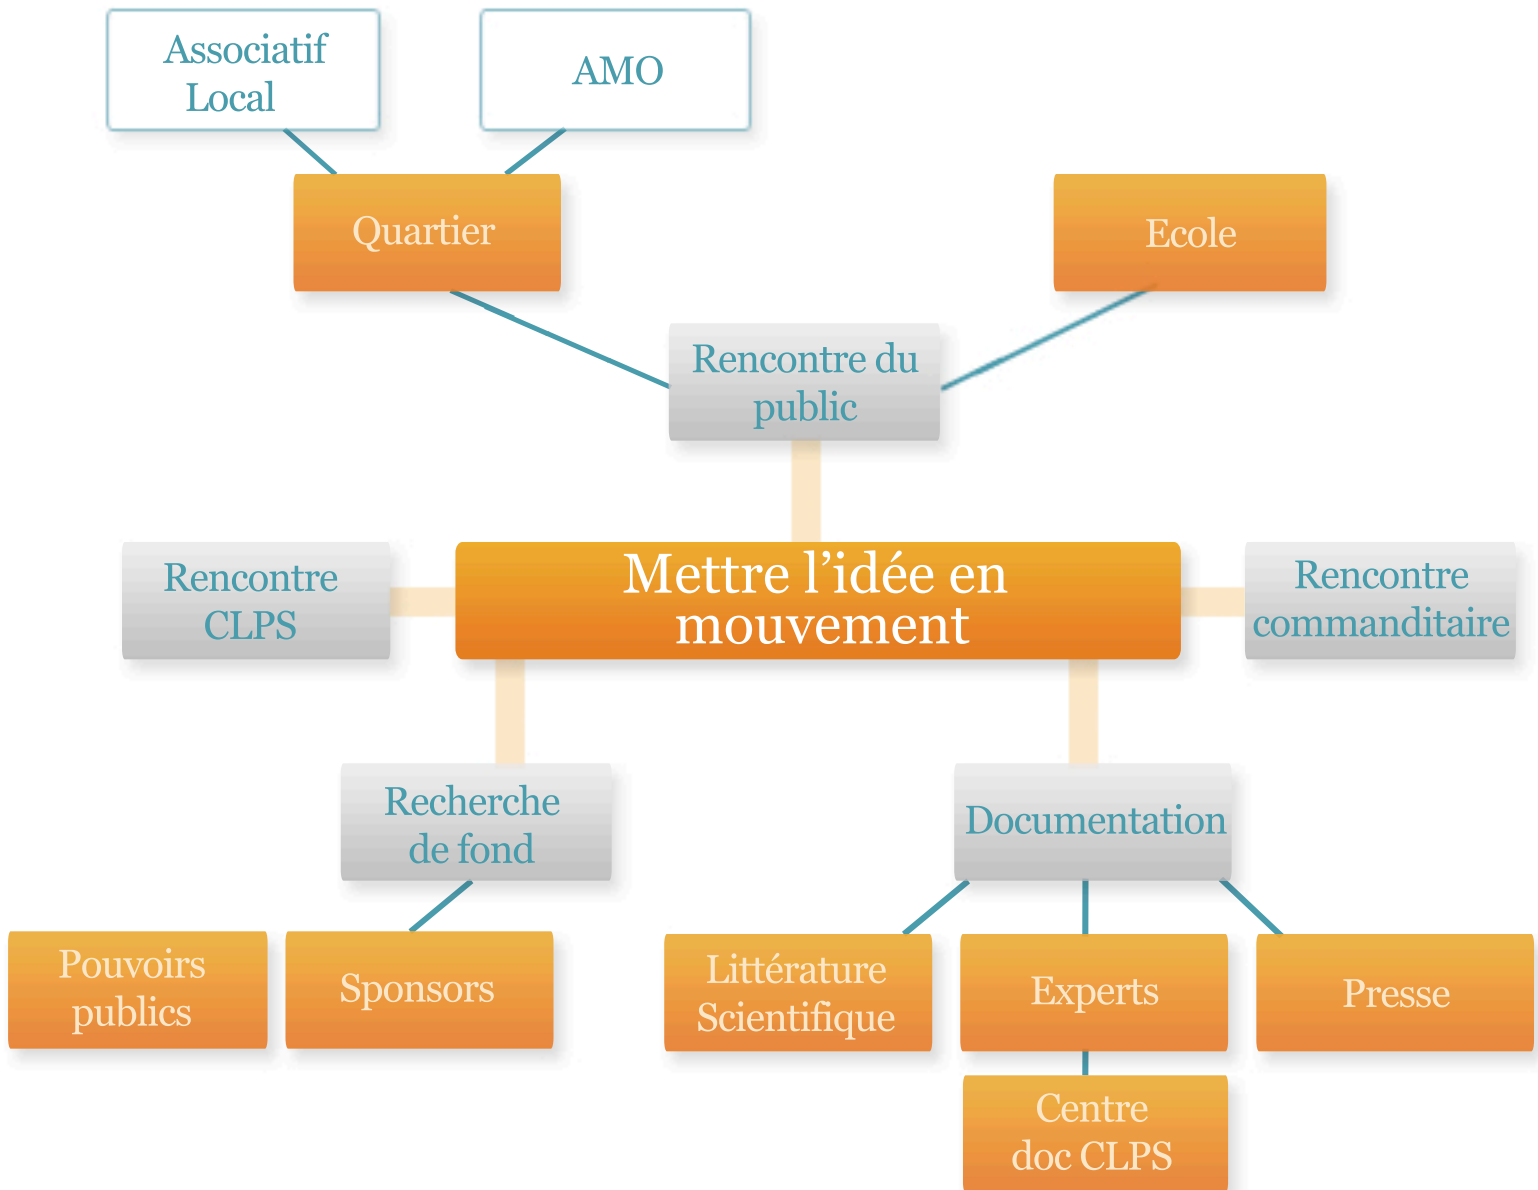 Associatif
Local
AMO
Quartier
Ecole
Rencontre du
public
Rencontre
CLPS
Mettre l’idée en
mouvement
Rencontre
commanditaire
Recherche
de fond
Documentation
Pouvoirs
publics
Sponsors
Littérature
Scientifique
Experts
Presse
Centre
doc CLPS